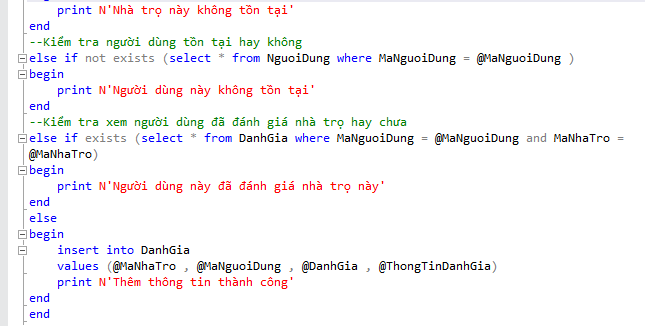 print N'Nhà trọ này không tồn tại'
end
--Kiểm tra người dùng tồn tại hay không
else if not exists (select * from NguoiDung where MaNguoiDung = @MaNguoiDung )
begin
print N'Người dùng này không tồn tại'
end
--Kiểm tra xem người dùng đã đánh giá nhà trọ hay chưa
else if exists (select * from DanhGia where MaNguoiDung = @MaNguoiDung and MaNhaTro =
@MaNhaTro)
begin
print N'Người dùng này đã đánh giá nhà trọ này'
end
else
begin
insert into DanhGia
values (@MaNhaTro , @MaNguoiDung , @DanhGia , @ThongTinDanhGia)
print N'Thêm thông tin thành công'
end
end